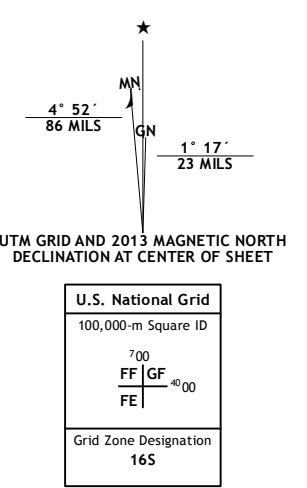 ★
MN
4° 52´
86 MILS
GN
1° 17´
23 MILS
UTM GRID AND 2013 MAGNETIC NORTH
DECLINATION AT CENTER OF SHEET
U.S. National Grid
100,000-m Square ID
⁷00
FF GF
⁴⁰00
FE
Grid Zone Designation
16S